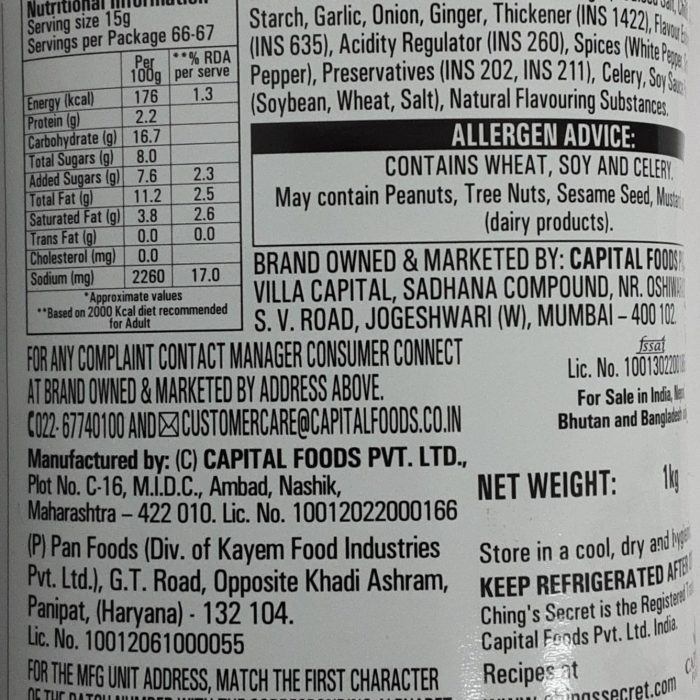 Nutritional
Serving size 15g
Servings per Package 66-67
Per 100g **% RDA per serve
Energy (kcal) 176 1.3
Protein (g) 2.2
Carbohydrate (g) 16.7
Total Sugars (g) 8.0
Added Sugars (g) 7.6 2.3
Total Fat (g) 11.2 2.5
Saturated Fat (g) 3.8 2.6
Trans Fat (g) 0.0 0.0
Cholesterol (mg) 0.0
Sodium (mg) 2260 17.0
*Approximate values
**Based on 2000 Kcal diet recommended
for Adult
Starch, Garlic, Onion, Ginger, Thickener (INS 1422),
(INS 635), Acidity Regulator (INS 260), Spices (White
Pepper), Preservatives (INS 202, INS 211), Celery, Soy
(Soybean, Wheat, Salt), Natural Flavouring Substances.
ALLERGEN ADVICE:
CONTAINS WHEAT, SOY AND CELERY.
May contain Peanuts, Tree Nuts, Sesame Seed,
(dairy products).
BRAND OWNED & MARKETED BY: CAPITAL FOODS
VILLA CAPITAL, SADHANA COMPOUND, NR.
S. V. ROAD, JOGESHWARI (W), MUMBAI – 400 102
fssai
Lic. No.
For Sale in India,
Bhutan and
FOR ANY COMPLAINT CONTACT MANAGER CONSUMER CONNECT
AT BRAND OWNED & MARKETED BY ADDRESS ABOVE.
022- 67740100 AND CUSTOMERCARE@CAPITALFOODS.CO.IN
Manufactured by: (C) CAPITAL FOODS PVT. LTD.,
Plot No. C-16, M.I.D.C., Ambad, Nashik,
Maharashtra – 422 010. Lic. No. 10012022000166
(P) Pan Foods (Div. of Kayem Food Industries
Pvt. Ltd.), G.T. Road, Opposite Khadi Ashram,
Panipat, (Haryana) - 132 104.
Lic. No. 10012061000055
FOR THE MFG UNIT ADDRESS, MATCH THE FIRST CHARACTER
NET WEIGHT: 1kg
Store in a cool, dry and
KEEP REFRIGERATED AFTER
Ching's Secret is the Registered
Capital Foods Pvt. Ltd. India.
Recipes at